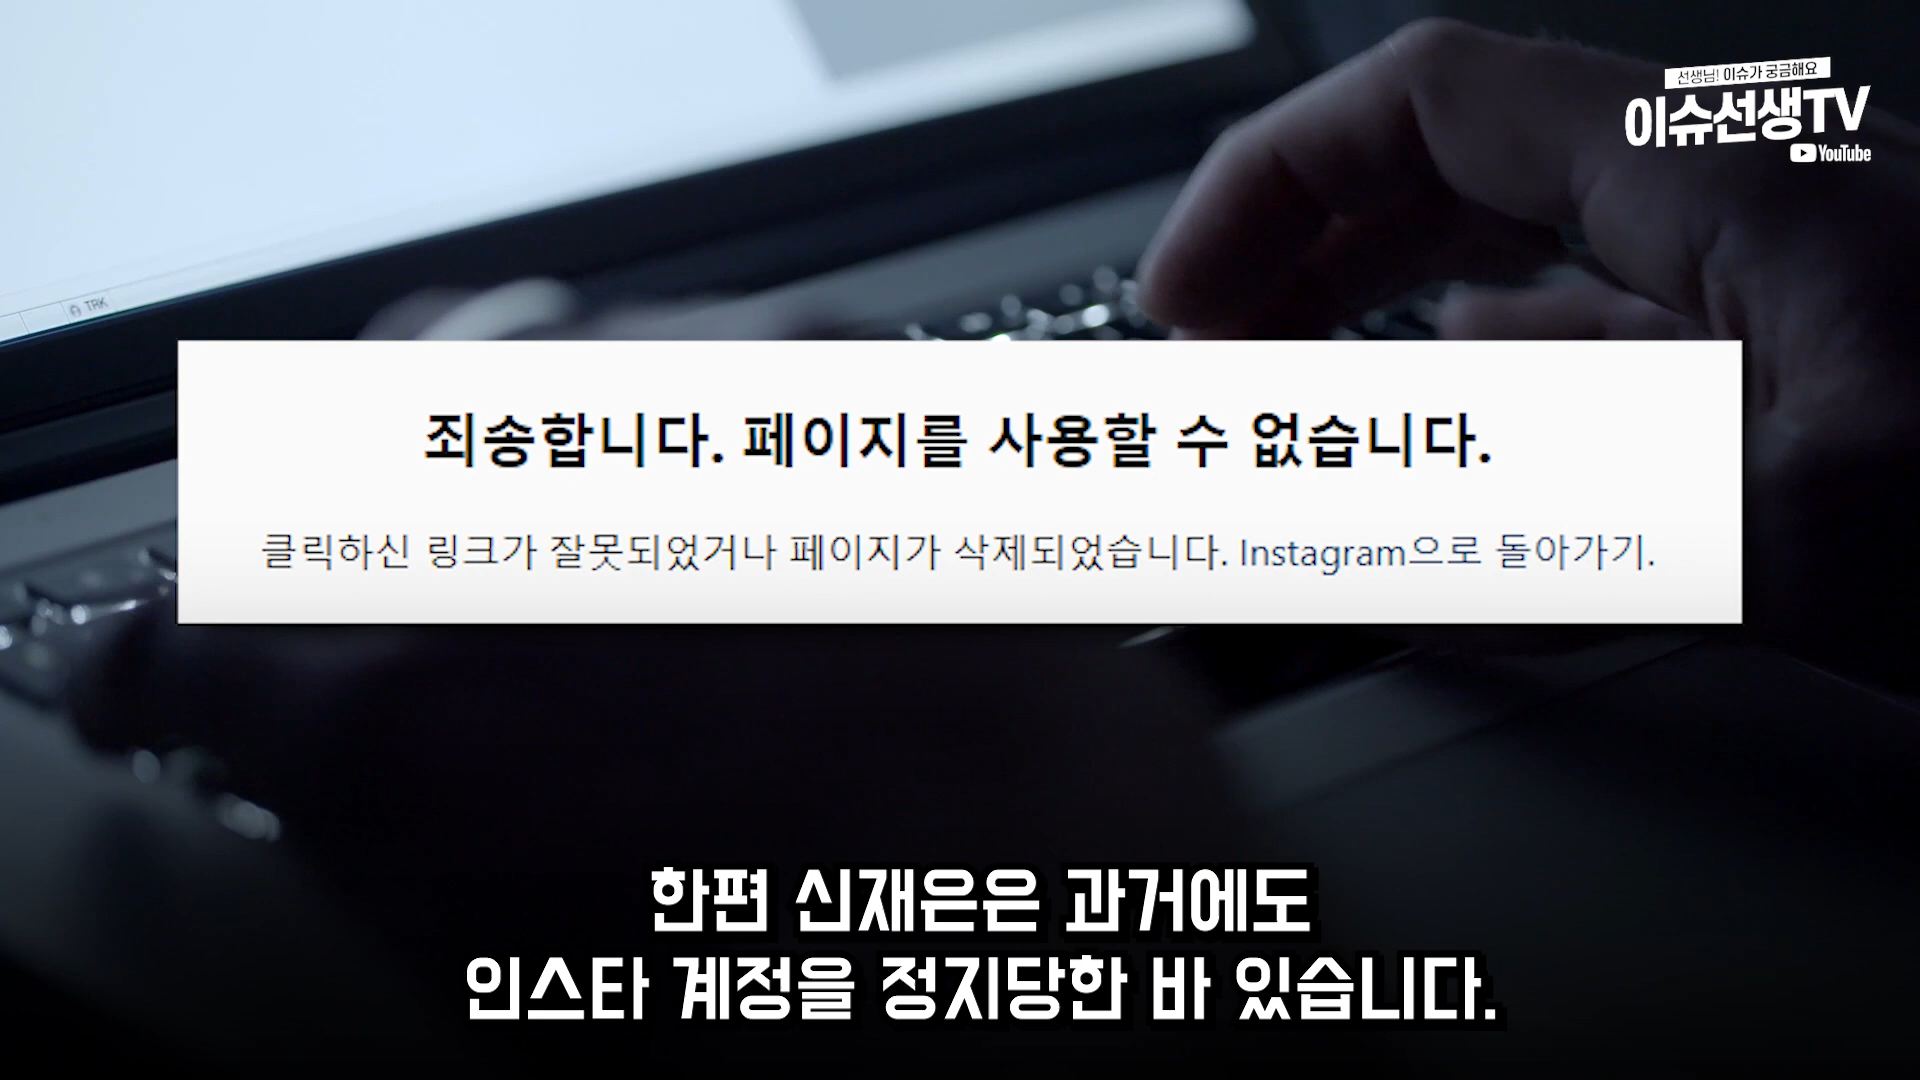 선생님! 이슈가 궁금해요
이슈선생TV
YouTube
TRK
죄송합니다. 페이지를 사용할 수 없습니다.
클릭하신 링크가 잘못되었거나 페이지가 삭제되었습니다. Instagram으로 돌아가기.
한편 신재은은 과거에도
인스타 계정을 정지당한 바 있습니다.